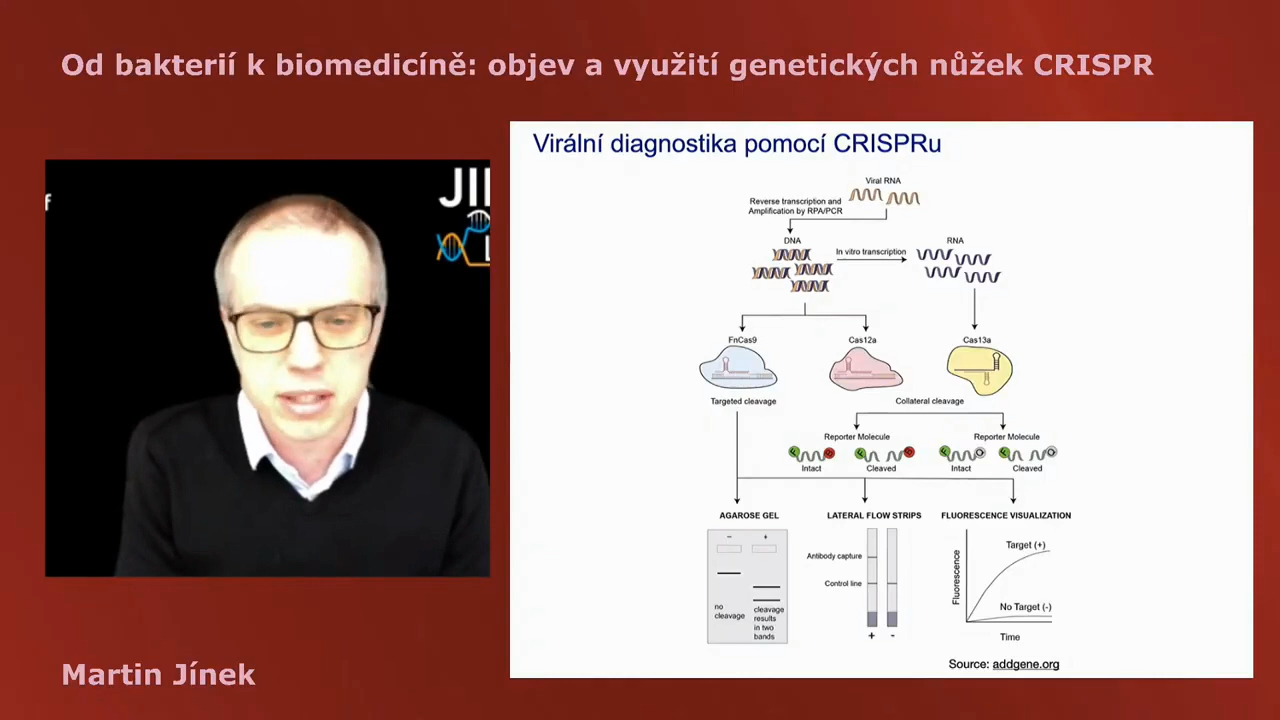 Od bakterií k biomedicíně: objev a využití genetických nůžek CRISPR
f
JI
L
Martin Jínek
Virální diagnostika pomocí CRISPRu
Viral RNA
Reverse transcription and
Amplification by RPA/PCR
DNA
In vitro transcription
RNA
FnCas9
Cas12a
Cas13a
Targeted cleavage
Collateral cleavage
Reporter Molecule
Reporter Molecule
Intact
Cleaved
Intact
Cleaved
AGAROSE GEL
LATERAL FLOW STRIPS
FLUORESCENCE VISUALIZATION
- +
no
cleavage
cleavage
results
in two
bands
Antibody capture
Control line
+ -
Fluorescence
Target (+)
No Target (-)
Time
Source: addgene.org